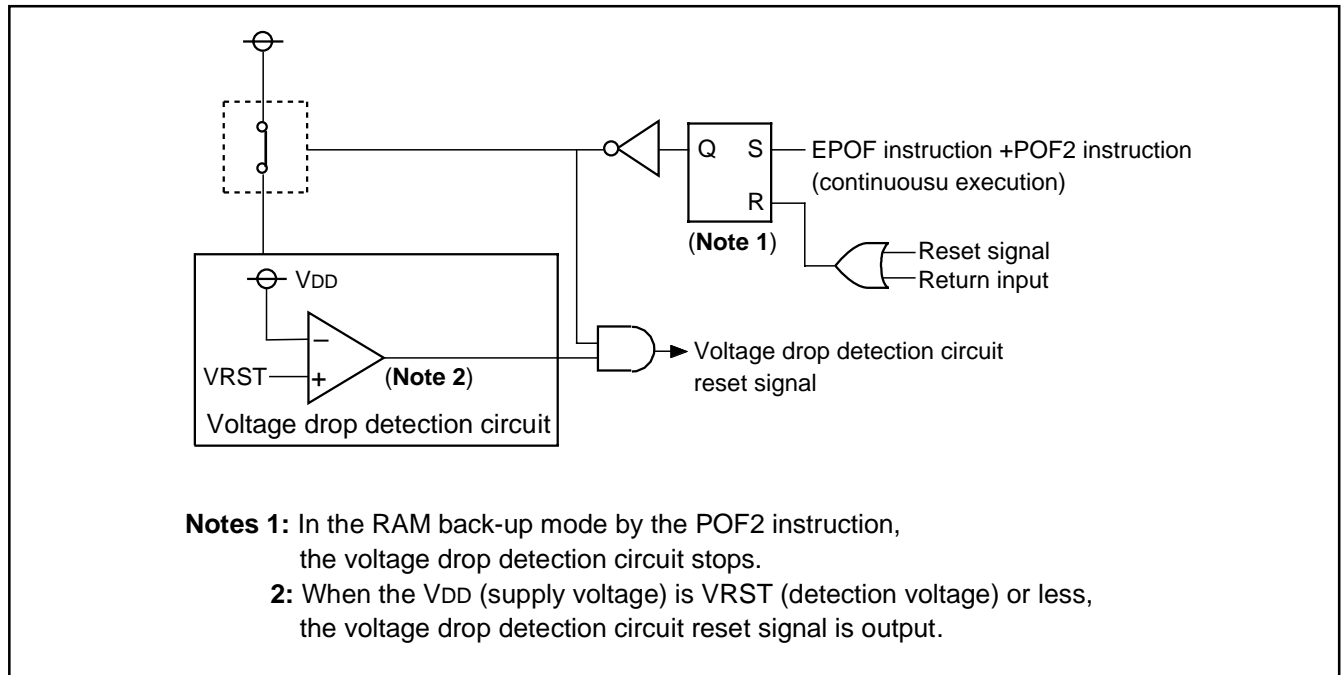 Q S EPOF instruction +POF2 instruction
(continuousu execution)
R
(Note 1)
Reset signal
Return input
VDD
−
VRST +
(Note 2)
Voltage drop detection circuit
Voltage drop detection circuit
reset signal
Notes 1: In the RAM back-up mode by the POF2 instruction,
the voltage drop detection circuit stops.
2: When the VDD (supply voltage) is VRST (detection voltage) or less,
the voltage drop detection circuit reset signal is output.